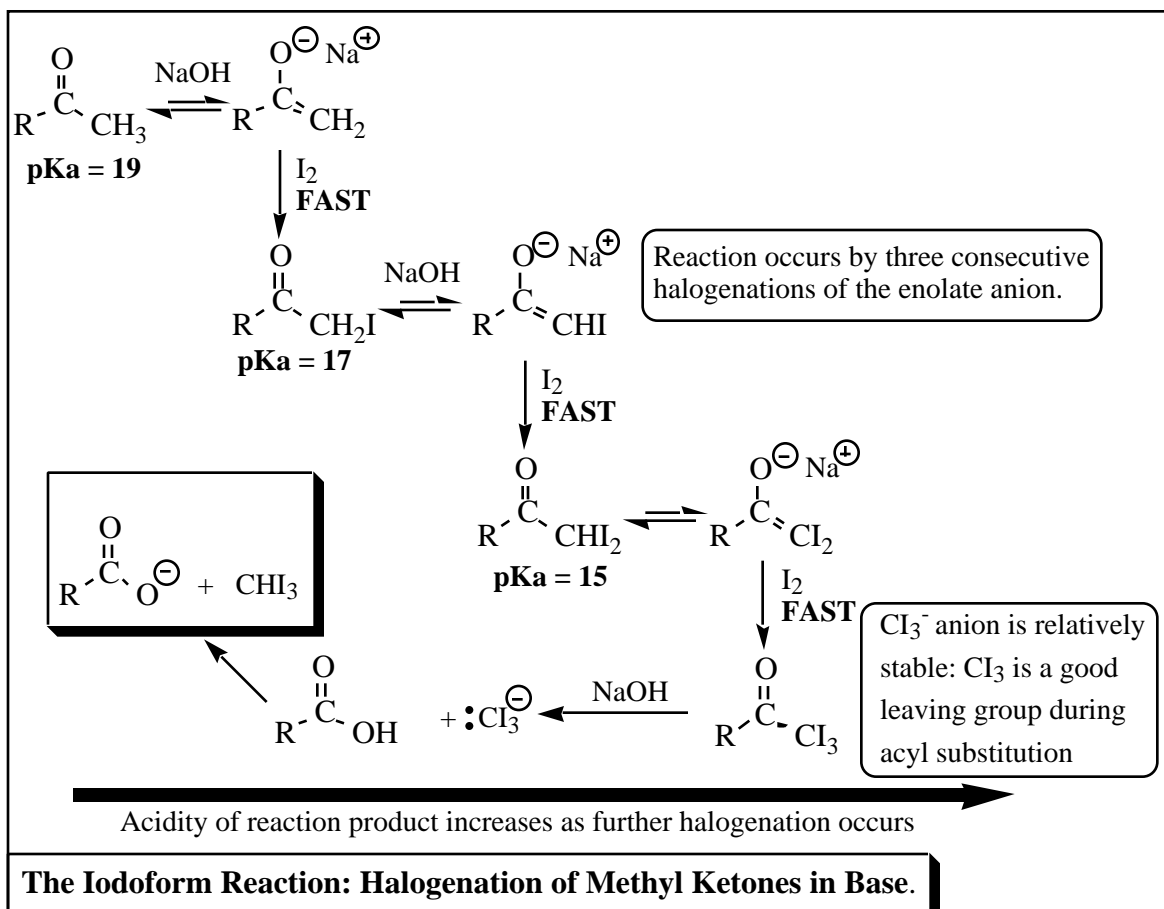 O O⊖ Na⊕
NaOH
R C CH3 R C CH2
pKa = 19
I2
FAST
O O⊖ Na⊕
NaOH
R C CH2I R C CHI
pKa = 17
Reaction occurs by three consecutive
halogenations of the enolate anion.
I2
FAST
O O⊖ Na⊕
R C CHI2 R C CI2
pKa = 15
I2
FAST
O
R C O⊖ + CHI3
CI3- anion is relatively
stable: CI3 is a good
leaving group during
acyl substitution
O O
NaOH
R C OH + :CI3⊖ R C CI3
Acidity of reaction product increases as further halogenation occurs
The Iodoform Reaction: Halogenation of Methyl Ketones in Base.